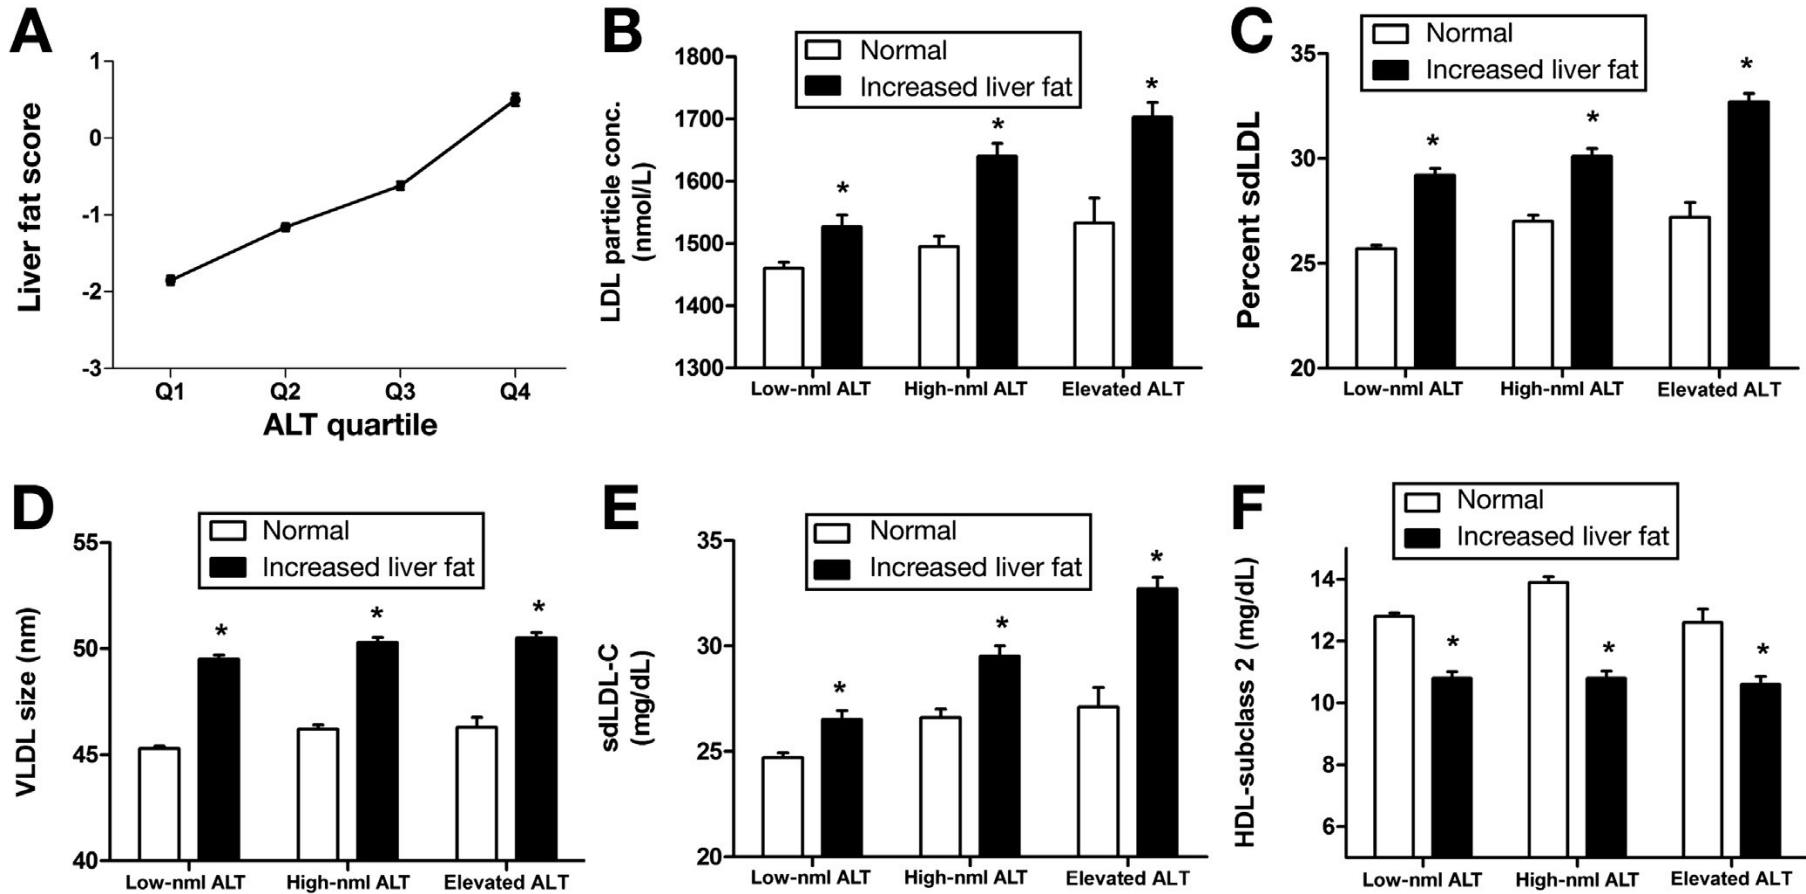 A
Liver fat score
1
0
-1
-2
-3
Q1 Q2 Q3 Q4
ALT quartile
B
Normal
Increased liver fat
LDL particle conc.
(nmol/L)
1800
1700
1600
1500
1400
1300
* * *
Low-nml ALT High-nml ALT Elevated ALT
C
Normal
Increased liver fat
Percent sdLDL
35
30
25
20
* * *
Low-nml ALT High-nml ALT Elevated ALT
D
Normal
Increased liver fat
VLDL size (nm)
55
50
45
40
* * *
Low-nml ALT High-nml ALT Elevated ALT
E
Normal
Increased liver fat
sdLDL-C
(mg/dL)
35
30
25
20
* * *
Low-nml ALT High-nml ALT Elevated ALT
F
Normal
Increased liver fat
HDL-subclass 2 (mg/dL)
14
12
10
8
6
* * *
Low-nml ALT High-nml ALT Elevated ALT